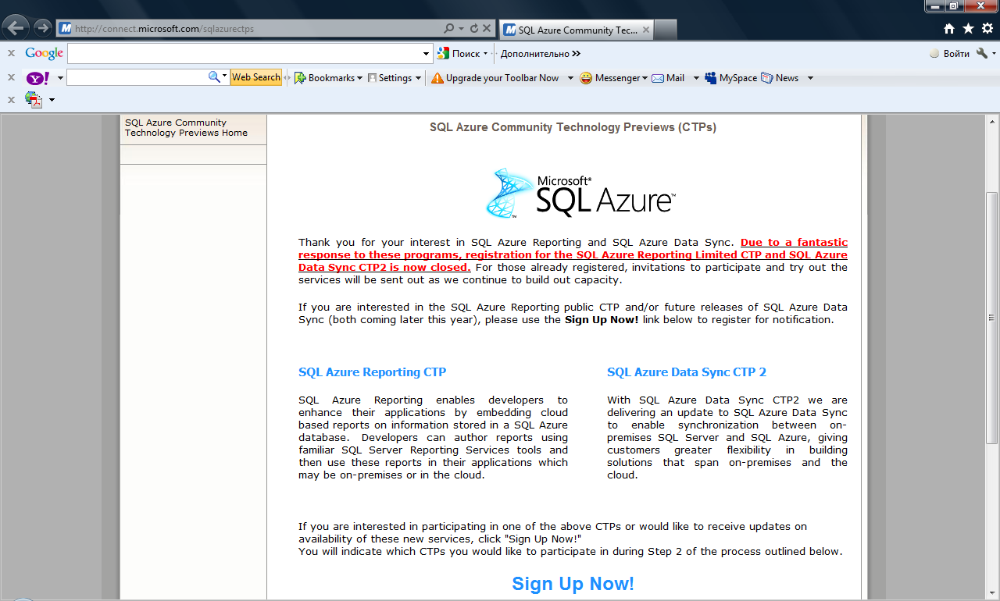 http://connect.microsoft.com/sqlazurectps
SQL Azure Community Tec...
Google
Поиск
Дополнительно
Войти
Y!
Web Search
Bookmarks
Settings
Upgrade your Toolbar Now
Messenger
Mail
MySpace
News
SQL Azure Community
Technology Previews Home
SQL Azure Community Technology Previews (CTPs)
Microsoft®
SQL Azure™
Thank you for your interest in SQL Azure Reporting and SQL Azure Data Sync. Due to a fantastic
response to these programs, registration for the SQL Azure Reporting Limited CTP and SQL Azure
Data Sync CTP2 is now closed. For those already registered, invitations to participate and try out the
services will be sent out as we continue to build out capacity.
If you are interested in the SQL Azure Reporting public CTP and/or future releases of SQL Azure Data
Sync (both coming later this year), please use the Sign Up Now! link below to register for notification.
SQL Azure Reporting CTP
SQL Azure Reporting enables developers to
enhance their applications by embedding cloud
based reports on information stored in a SQL Azure
database. Developers can author reports using
familiar SQL Server Reporting Services tools and
then use these reports in their applications which
may be on-premises or in the cloud.
SQL Azure Data Sync CTP 2
With SQL Azure Data Sync CTP2 we are
delivering an update to SQL Azure Data Sync
to enable synchronization between on-
premises SQL Server and SQL Azure, giving
customers greater flexibility in building
solutions that span on-premises and the
cloud.
If you are interested in participating in one of the above CTPs or would like to receive updates on
availability of these new services, click "Sign Up Now!"
You will indicate which CTPs you would like to participate in during Step 2 of the process outlined below.
Sign Up Now!